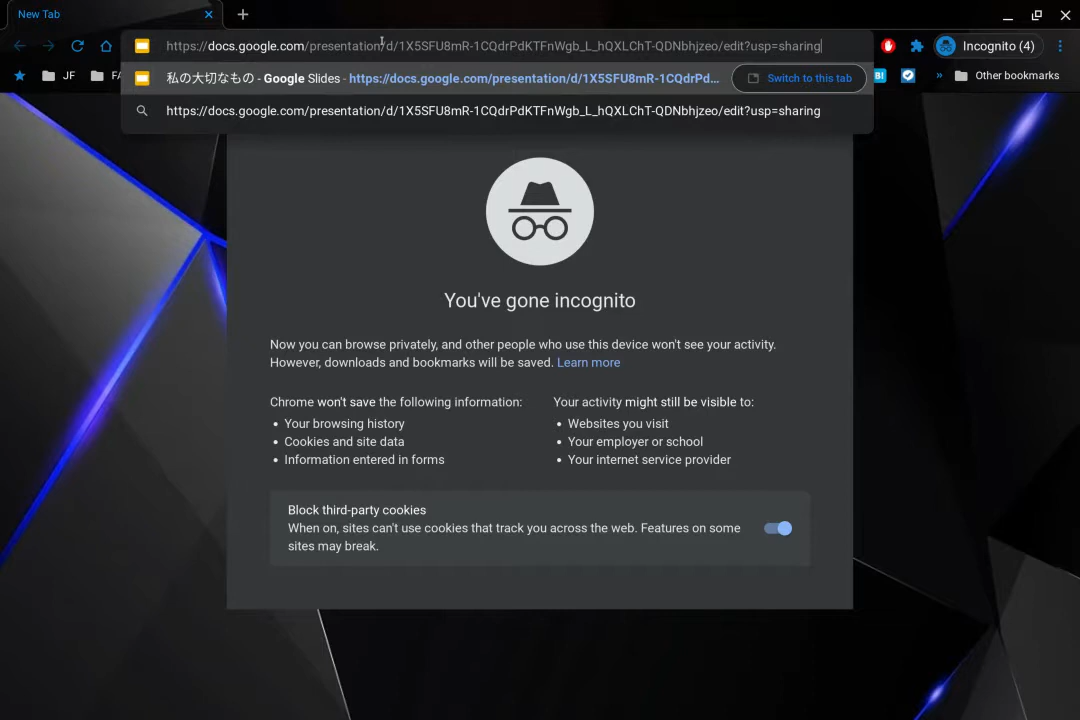 New Tab
https://docs.google.com/presentation/d/1X5SFU8mR-1CQdrPdKTFnWgb_L_hQXLChT-QDNbhjzeo/edit?usp=sharing
Incognito (4)
私の大切なもの - Google Slides - https://docs.google.com/presentation/d/1X5SFU8mR-1CQdrPd...
Switch to this tab
JF
FA
B!
»
Other bookmarks
https://docs.google.com/presentation/d/1X5SFU8mR-1CQdrPdKTFnWgb_L_hQXLChT-QDNbhjzeo/edit?usp=sharing
You've gone incognito
Now you can browse privately, and other people who use this device won't see your activity.
However, downloads and bookmarks will be saved. Learn more
Chrome won't save the following information:
• Your browsing history
• Cookies and site data
• Information entered in forms
Your activity might still be visible to:
• Websites you visit
• Your employer or school
• Your internet service provider
Block third-party cookies
When on, sites can't use cookies that track you across the web. Features on some
sites may break.